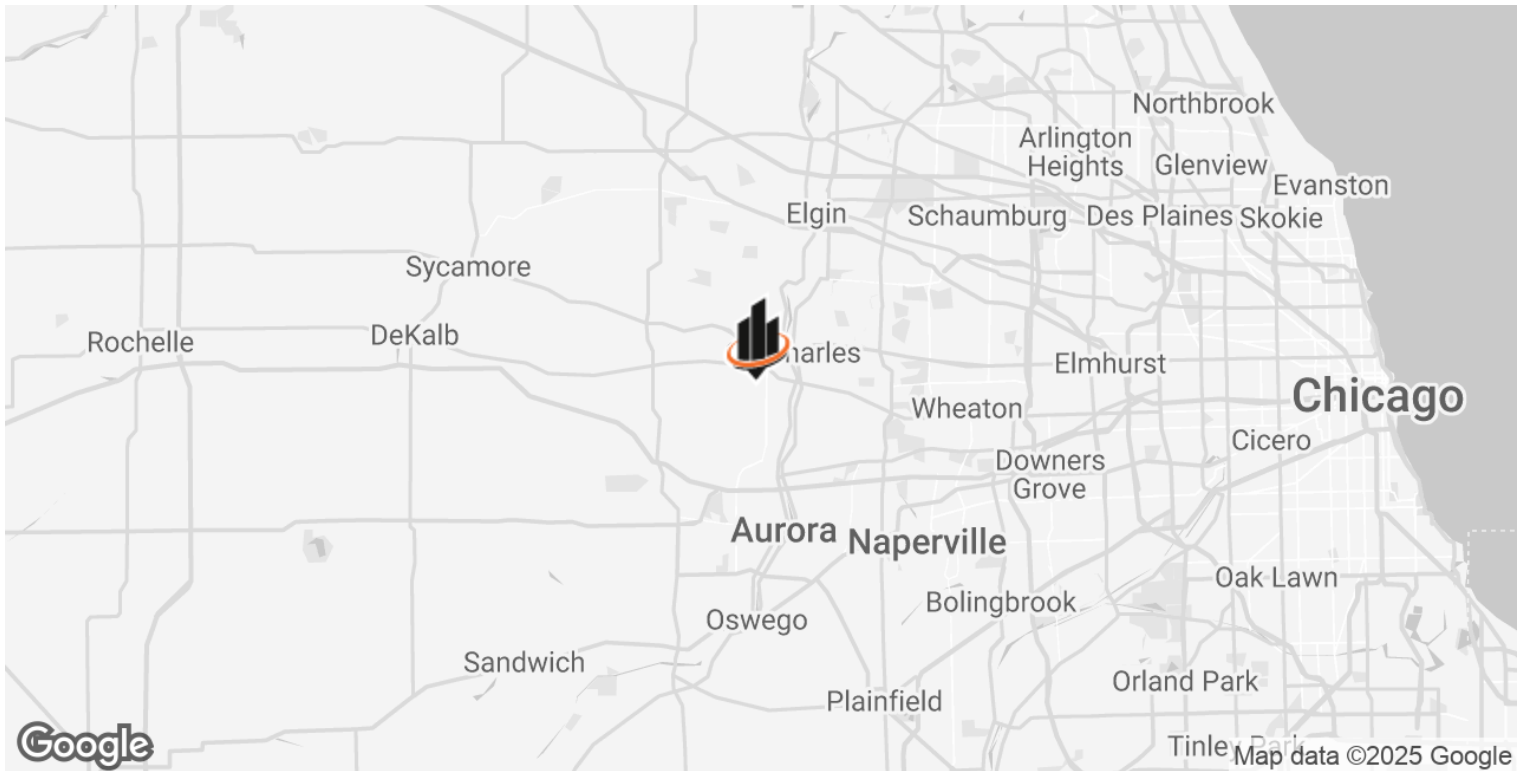 Northbrook
Arlington
Heights
Glenview
Evanston
Elgin
Schaumburg
Des Plaines
Skokie
Sycamore
Rochelle
DeKalb
harles
Elmhurst
Chicago
Wheaton
Cicero
Downers
Grove
Aurora
Naperville
Oak Lawn
Bolingbrook
Oswego
Sandwich
Orland Park
Plainfield
Google
Tinley Park
Map data ©2025 Google